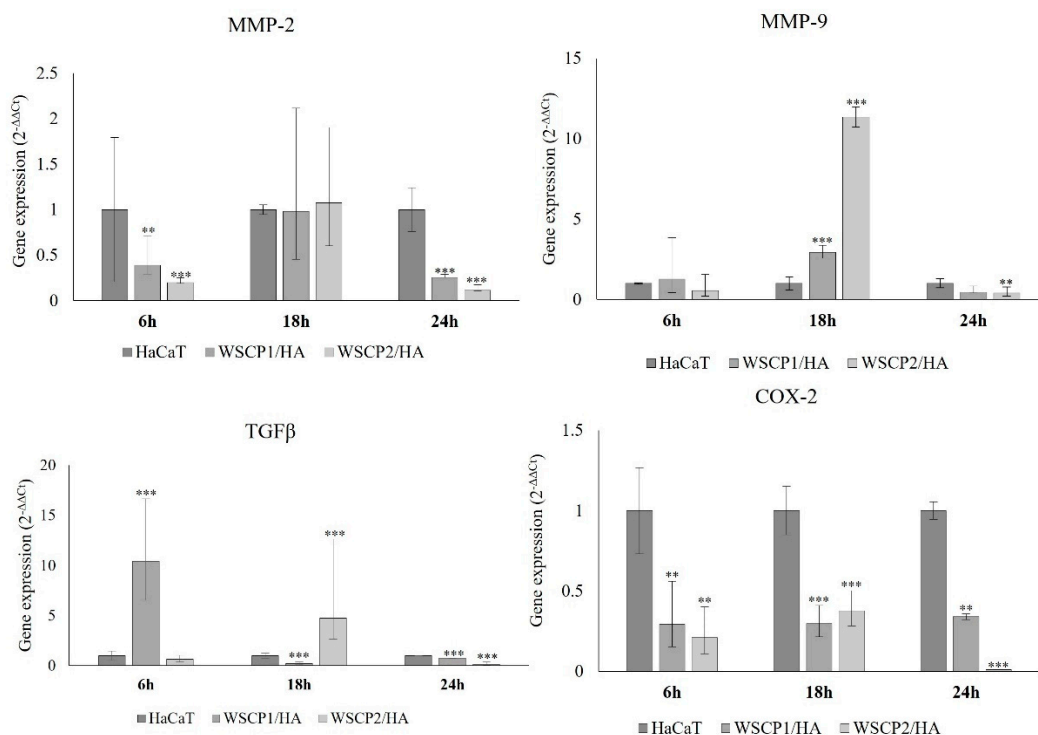 MMP-2
Gene expression (2-ΔΔCt)
2.5
2
1.5
1
0.5
0
** *** *** ***
6h 18h 24h
HaCaT WSCP1/HA WSCP2/HA
MMP-9
Gene expression (2-ΔΔCt)
15
10
5
0
*** *** **
6h 18h 24h
HaCaT WSCP1/HA WSCP2/HA
TGFβ
Gene expression (2-ΔΔCt)
20
15
10
5
0
*** *** *** *** ***
6h 18h 24h
HaCaT WSCP1/HA WSCP2/HA
COX-2
Gene expression (2-ΔΔCt)
1.5
1
0.5
0
** ** *** *** ** ***
6h 18h 24h
HaCaT WSCP1/HA WSCP2/HA